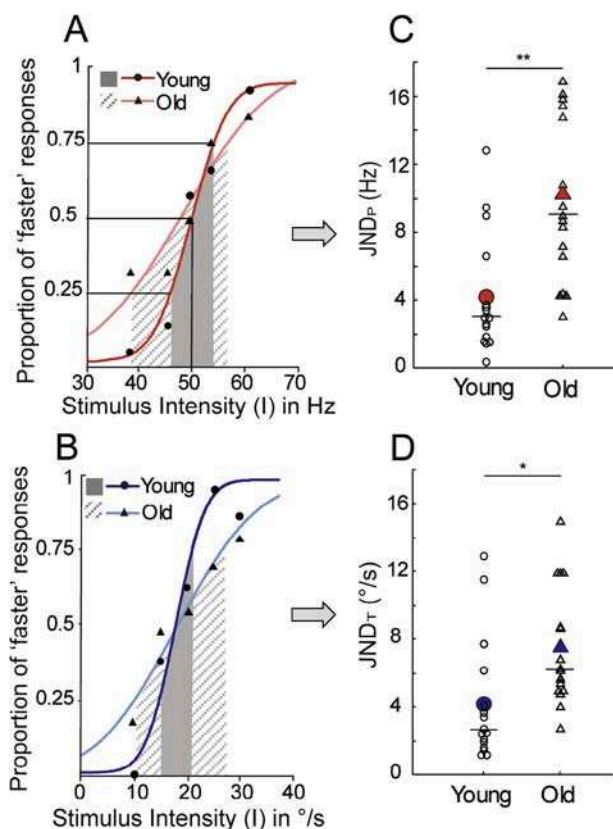 A
Young
Old
Proportion of 'faster' responses
1
0.75
0.5
0.25
30
40
50
60
70
Stimulus Intensity (I) in Hz
C
**
JNDP (Hz)
16
12
8
4
0
Young
Old
B
Young
Old
Proportion of 'faster' responses
1
0.75
0.5
0.25
0
10
20
30
40
Stimulus Intensity (I) in °/s
D
*
JNDT (°/s)
16
12
8
4
0
Young
Old